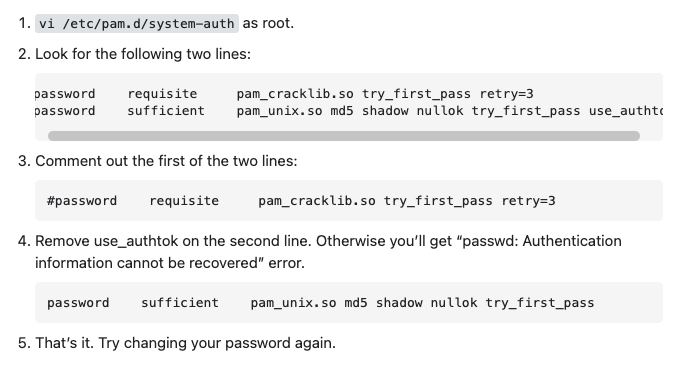 1. vi /etc/pam.d/system-auth as root.
2. Look for the following two lines:
password    requisite     pam_cracklib.so try_first_pass retry=3
password    sufficient    pam_unix.so md5 shadow nullok try_first_pass
3. Comment out the first of the two lines:
#password    requisite     pam_cracklib.so try_first_pass retry=3
4. Remove use_authtok on the second line. Otherwise you’ll get “passwd: Authentication
information cannot be recovered” error.
password    sufficient    pam_unix.so md5 shadow nullok try_first_pass
5. That’s it. Try changing your password again.